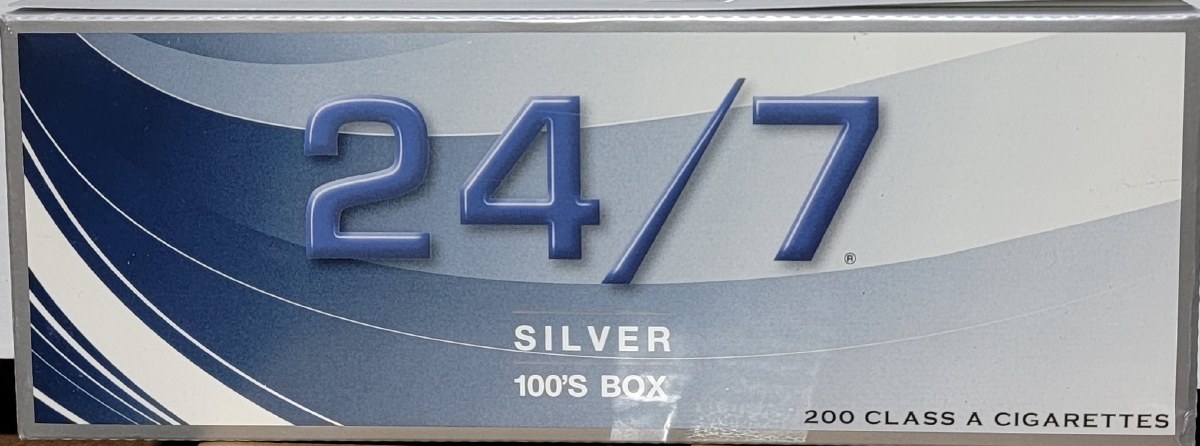 24/7®
SILVER
100'S BOX
200 CLASS A CIGARETTES